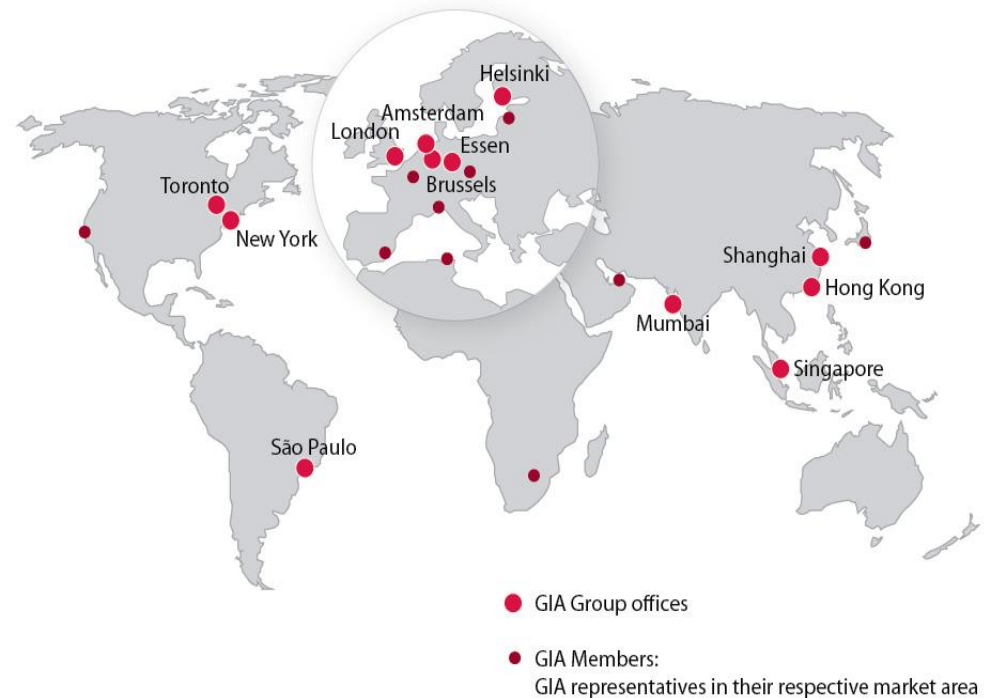 Helsinki
Amsterdam
London
Essen
Brussels
Toronto
New York
Shanghai
Hong Kong
Mumbai
Singapore
São Paulo
GIA Group offices
GIA Members:
GIA representatives in their respective market area